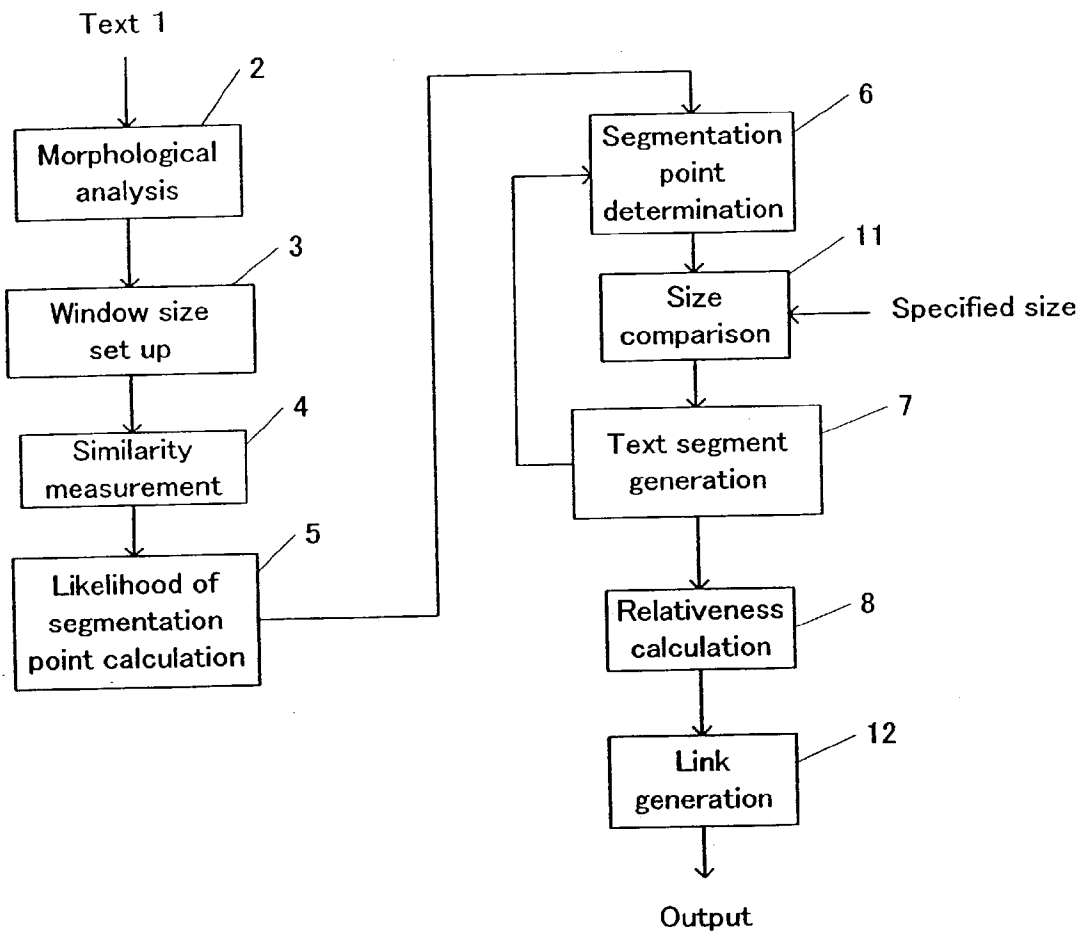 Text 1
2
Morphological
analysis
3
Window size
set up
4
Similarity
measurement
5
Likelihood of
segmentation
point calculation
6
Segmentation
point
determination
11
Size
comparison
Specified size
7
Text segment
generation
8
Relativeness
calculation
12
Link
generation
Output